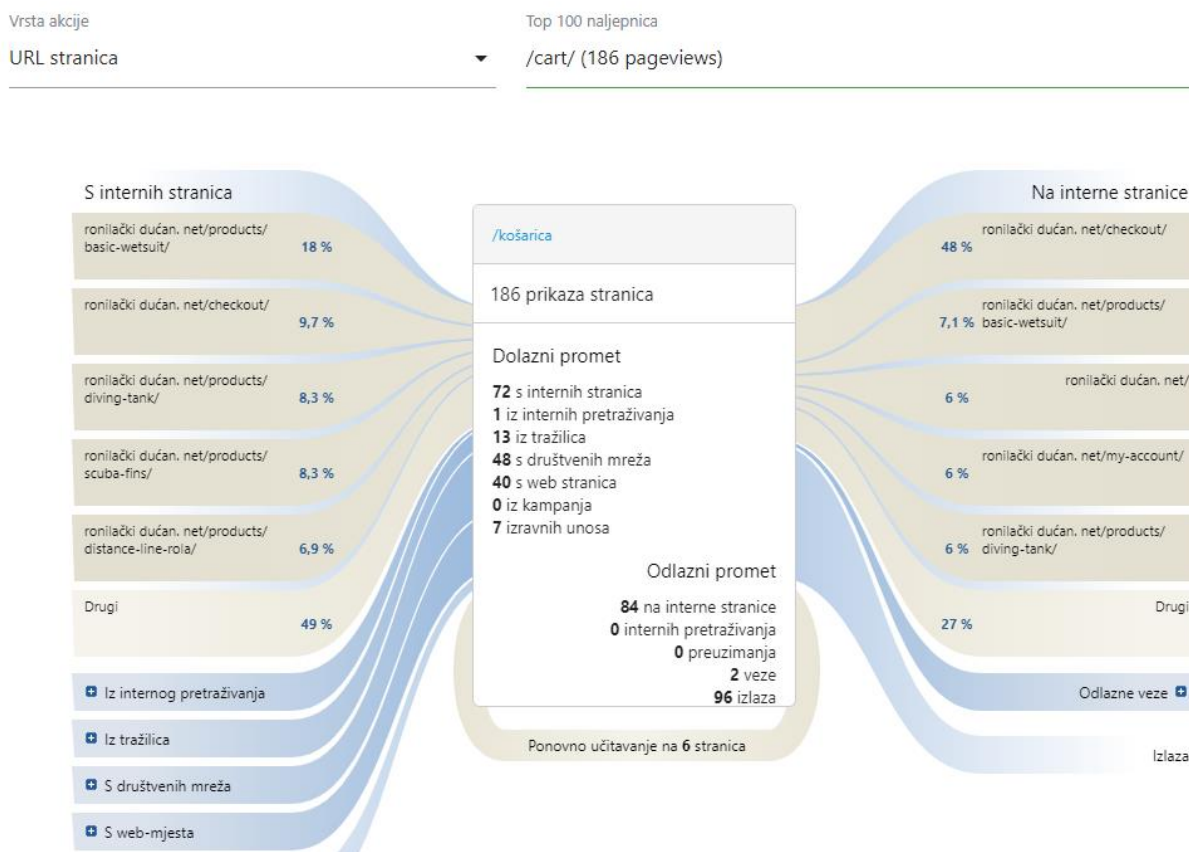 Vrsta akcije
URL stranica
Top 100 naljepnica
/cart/ (186 pageviews)
S internih stranica
ronilački dućan. net/products/
basic-wetsuit/
18 %
ronilački dućan. net/checkout/
9,7 %
ronilački dućan. net/products/
diving-tank/
8,3 %
ronilački dućan. net/products/
scuba-fins/
8,3 %
ronilački dućan. net/products/
distance-line-rola/
6,9 %
Drugi
49 %
Iz internog pretraživanja
Iz tražilica
S društvenih mreža
S web-mjesta
/košarica
186 prikaza stranica
Dolazni promet
72 s internih stranica
1 iz internih pretraživanja
13 iz tražilica
48 s društvenih mreža
40 s web stranica
0 iz kampanja
7 izravnih unosa
Odlazni promet
84 na interne stranice
0 internih pretraživanja
0 preuzimanja
2 veze
96 izlaza
Ponovno učitavanje na 6 stranica
Na interne stranice
ronilački dućan. net/checkout/
48 %
ronilački dućan. net/products/
7,1 % basic-wetsuit/
ronilački dućan. net/
6 %
ronilački dućan. net/my-account/
6 %
ronilački dućan. net/products/
6 % diving-tank/
Drugi
27 %
Odlazne veze
Izlaza